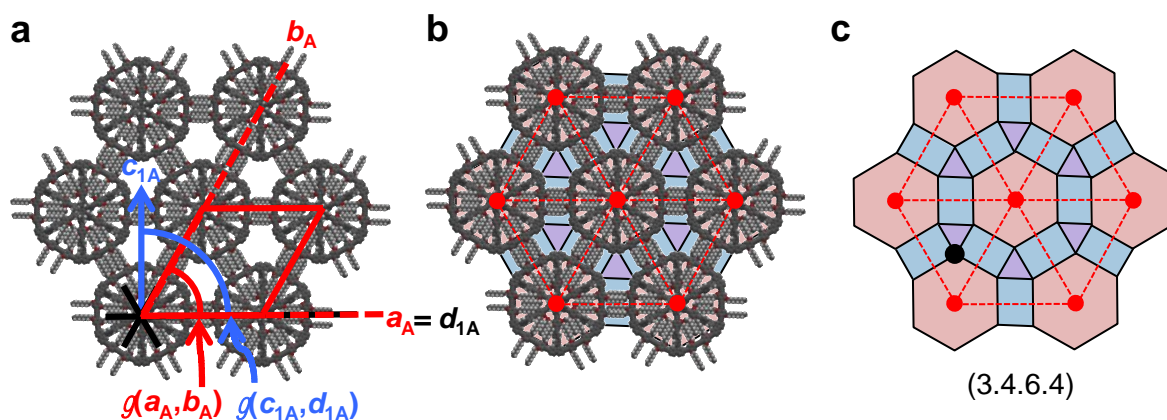 a
b
c
b_A
c_1A
a_A = d_1A
g(a_A,b_A)
g(c_1A,d_1A)
(3.4.6.4)